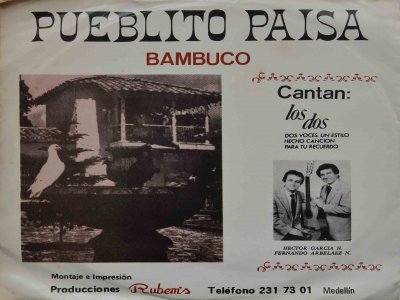 PUEBLITO PAISA
BAMBUCO
Cantan:
los dos
DOS VOCES, UN ESTILO
HECHO CANCION
PARA TU RECUERDO
HECTOR GARCIA H.
FERNANDO ARBELAEZ N.
Montaje e Impresión
Producciones Rubens Teléfono 231 73 01 Medellín